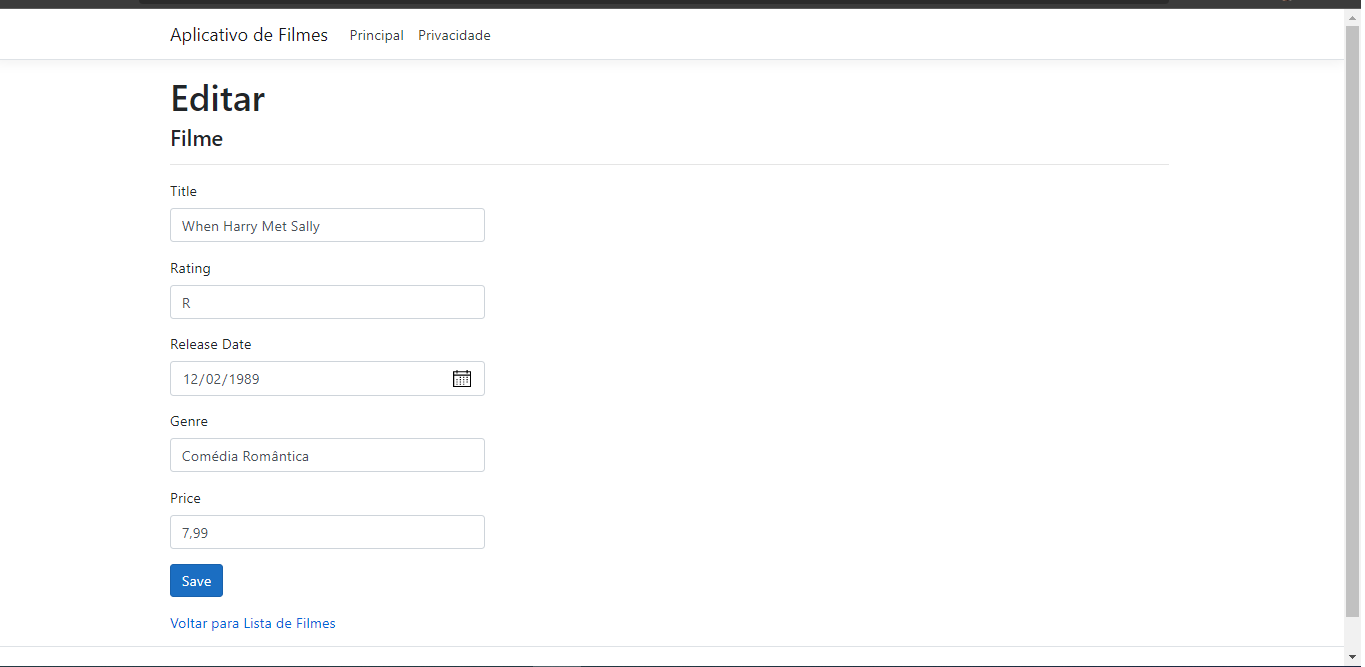 Aplicativo de Filmes Principal Privacidade
Editar
Filme
Title
When Harry Met Sally
Rating
R
Release Date
12/02/1989
Genre
Comédia Romântica
Price
7,99
Save
Voltar para Lista de Filmes